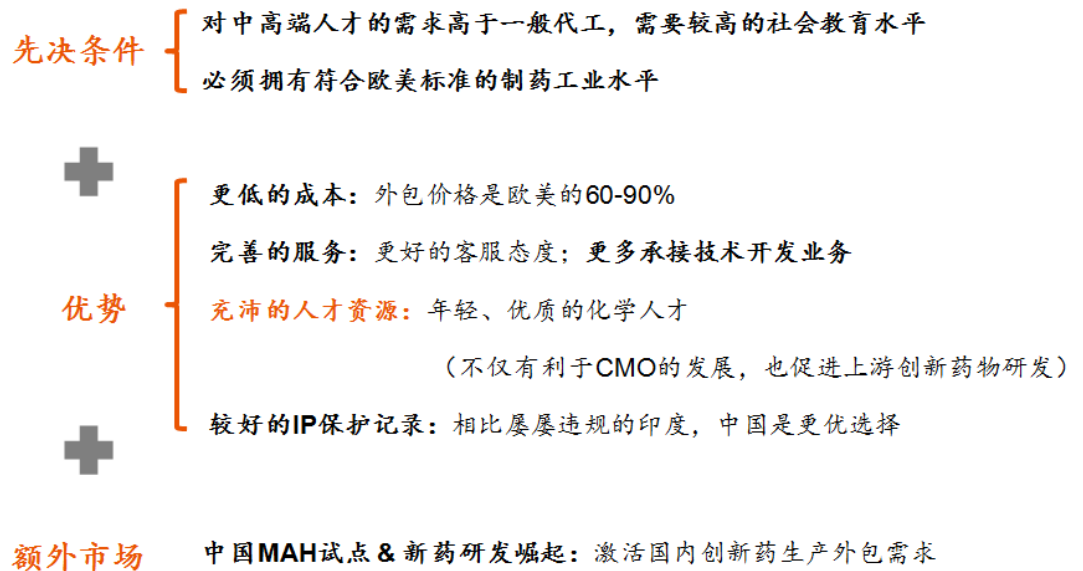 先决条件
对中高端人才的需求高于一般代工，需要较高的社会教育水平
必须拥有符合欧美标准的制药工业水平
优势
更低的成本：外包价格是欧美的60-90%
完善的服务：更好的客服态度；更多承接技术开发业务
充沛的人才资源：年轻、优质的化学人才
（不仅有利于CMO的发展，也促进上游创新药物研发）
较好的IP保护记录：相比屡屡违规的印度，中国是更优选择
额外市场
中国MAH试点 & 新药研发崛起：激活国内创新药生产外包需求